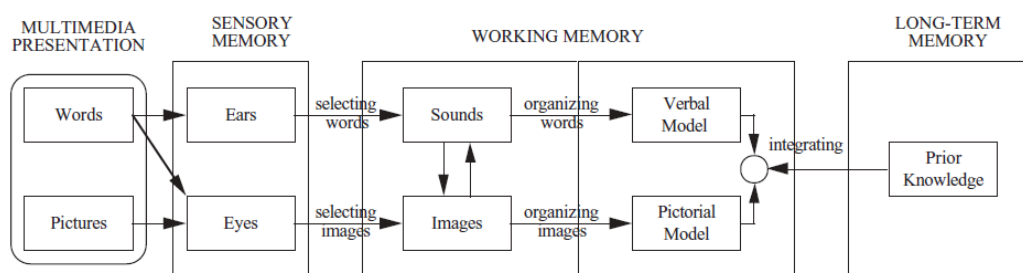 MULTIMEDIA
PRESENTATION
SENSORY
MEMORY
WORKING MEMORY
LONG-TERM
MEMORY
Words
Ears
selecting
words
Sounds
organizing
words
Verbal
Model
integrating
Prior
Knowledge
Pictures
Eyes
selecting
images
Images
organizing
images
Pictorial
Model